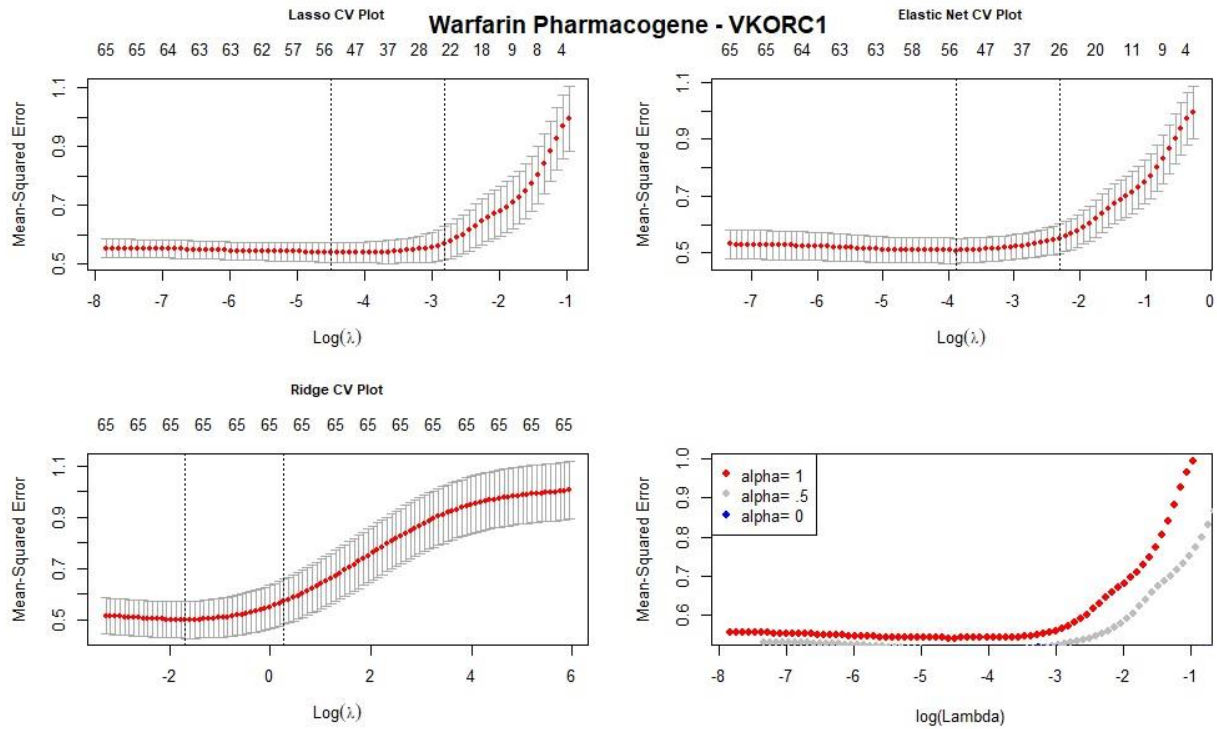 Warfarin Pharmacogene - VKORC1
Lasso CV Plot
65 65 64 63 63 62 57 56 47 37 28 22 18 9 8 4
Mean-Squared Error
0.5 0.7 0.9 1.1
-8 -7 -6 -5 -4 -3 -2 -1
Log(λ)
Elastic Net CV Plot
65 65 64 63 63 58 56 47 37 26 20 11 9 4
Mean-Squared Error
0.5 0.7 0.9 1.1
-7 -6 -5 -4 -3 -2 -1 0
Log(λ)
Ridge CV Plot
65 65 65 65 65 65 65 65 65 65 65 65 65 65 65
Mean-Squared Error
0.5 0.7 0.9 1.1
-2 0 2 4 6
Log(λ)
alpha= 1
alpha= .5
alpha= 0
Mean-Squared Error
0.6 0.7 0.8 0.9 1.0
-8 -7 -6 -5 -4 -3 -2 -1
log(Lambda)